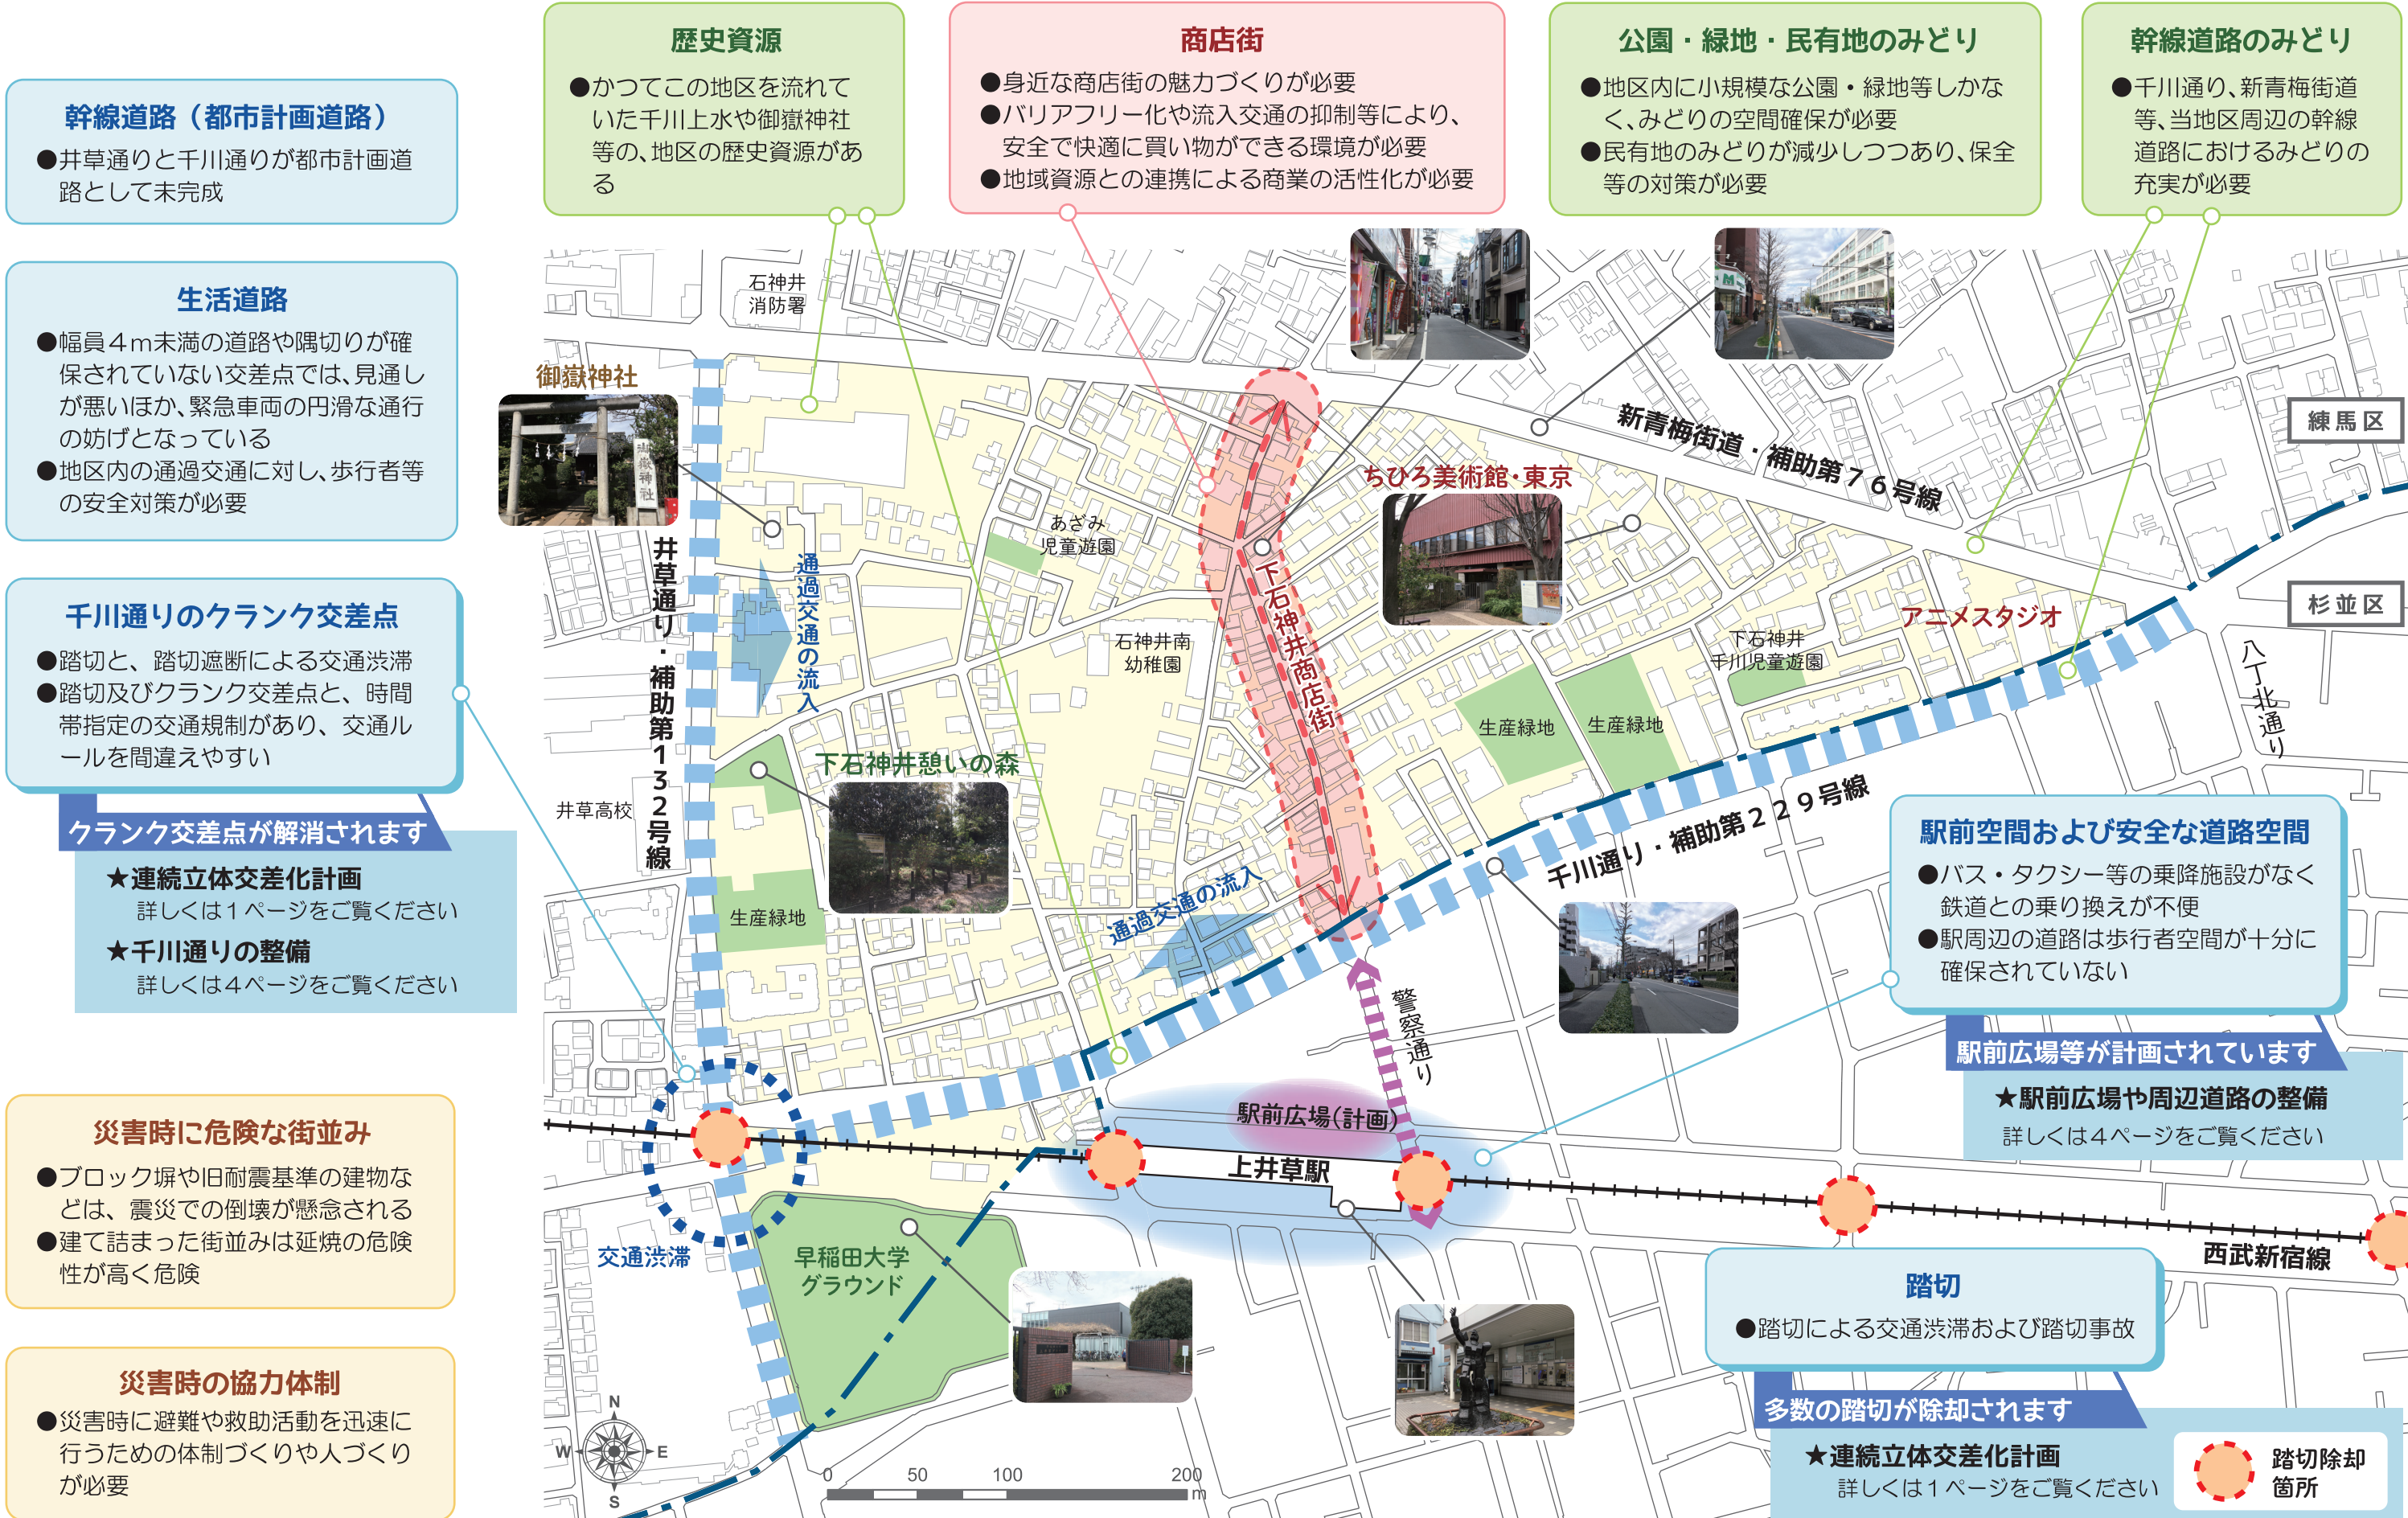 歴史資源
●かつてこの地区を流れて
いた千川上水や御嶽神社
等の、地区の歴史資源があ
る
商店街
●身近な商店街の魅力づくりが必要
●バリアフリー化や流入交通の抑制等により、
安全で快適に買い物ができる環境が必要
●地域資源との連携による商業の活性化が必要
公園・緑地・民有地のみどり
●地区内に小規模な公園・緑地等しかな
く、みどりの空間確保が必要
●民有地のみどりが減少しつつあり、保全
等の対策が必要
幹線道路のみどり
●千川通り、新青梅街道
等、当地区周辺の幹線
道路におけるみどりの
充実が必要
幹線道路（都市計画道路）
●井草通りと千川通りが都市計画道
路として未完成
生活道路
●幅員４ｍ未満の道路や隅切りが確
保されていない交差点では、見通し
が悪いほか、緊急車両の円滑な通行
の妨げとなっている
●地区内の通過交通に対し、歩行者等
の安全対策が必要
千川通りのクランク交差点
●踏切と、踏切遮断による交通渋滞
●踏切及びクランク交差点と、時間
帯指定の交通規制があり、交通ル
ールを間違えやすい
クランク交差点が解消されます
★連続立体交差化計画
詳しくは１ページをご覧ください
★千川通りの整備
詳しくは４ページをご覧ください
災害時に危険な街並み
●ブロック塀や旧耐震基準の建物な
どは、震災での倒壊が懸念される
●建て詰まった街並みは延焼の危険
性が高く危険
災害時の協力体制
●災害時に避難や救助活動を迅速に
行うための体制づくりや人づくり
が必要
石神井
消防署
御嶽神社
御嶽神社
井草通り・補助第１３２号線
通過交通の流入
あざみ
児童遊園
石神井南
幼稚園
下石神井商店街
ちひろ美術館・東京
新青梅街道・補助第７６号線
練馬区
杉並区
アニメスタジオ
下石神井
千川児童遊園
八丁北通り
生産緑地
生産緑地
下石神井憩いの森
井草高校
生産緑地
通過交通の流入
千川通り・補助第２２９号線
警察通り
駅前空間および安全な道路空間
●バス・タクシー等の乗降施設がなく
鉄道との乗り換えが不便
●駅周辺の道路は歩行者空間が十分に
確保されていない
駅前広場等が計画されています
★駅前広場や周辺道路の整備
詳しくは４ページをご覧ください
駅前広場(計画)
上井草駅
西武新宿線
交通渋滞
早稲田大学
グラウンド
踏切
●踏切による交通渋滞および踏切事故
多数の踏切が除却されます
★連続立体交差化計画
詳しくは１ページをご覧ください
踏切除却
箇所
N
W
E
S
0 50 100 200
m